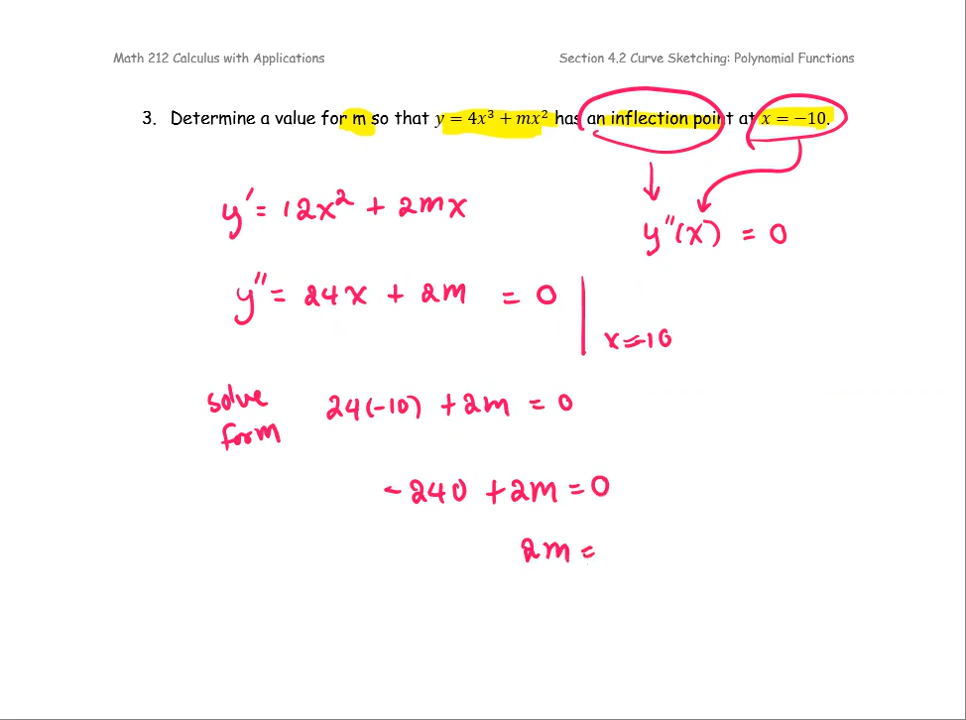 Math 212 Calculus with Applications Section 4.2 Curve Sketching: Polynomial Functions
3. Determine a value for m so that y = 4x³ + mx² has an inflection point at x = −10.
y' = 12x² + 2mx
y''(x) = 0
y'' = 24x + 2m = 0
x=-10
solve for m
24(-10) + 2m = 0
-240 + 2m = 0
2m =